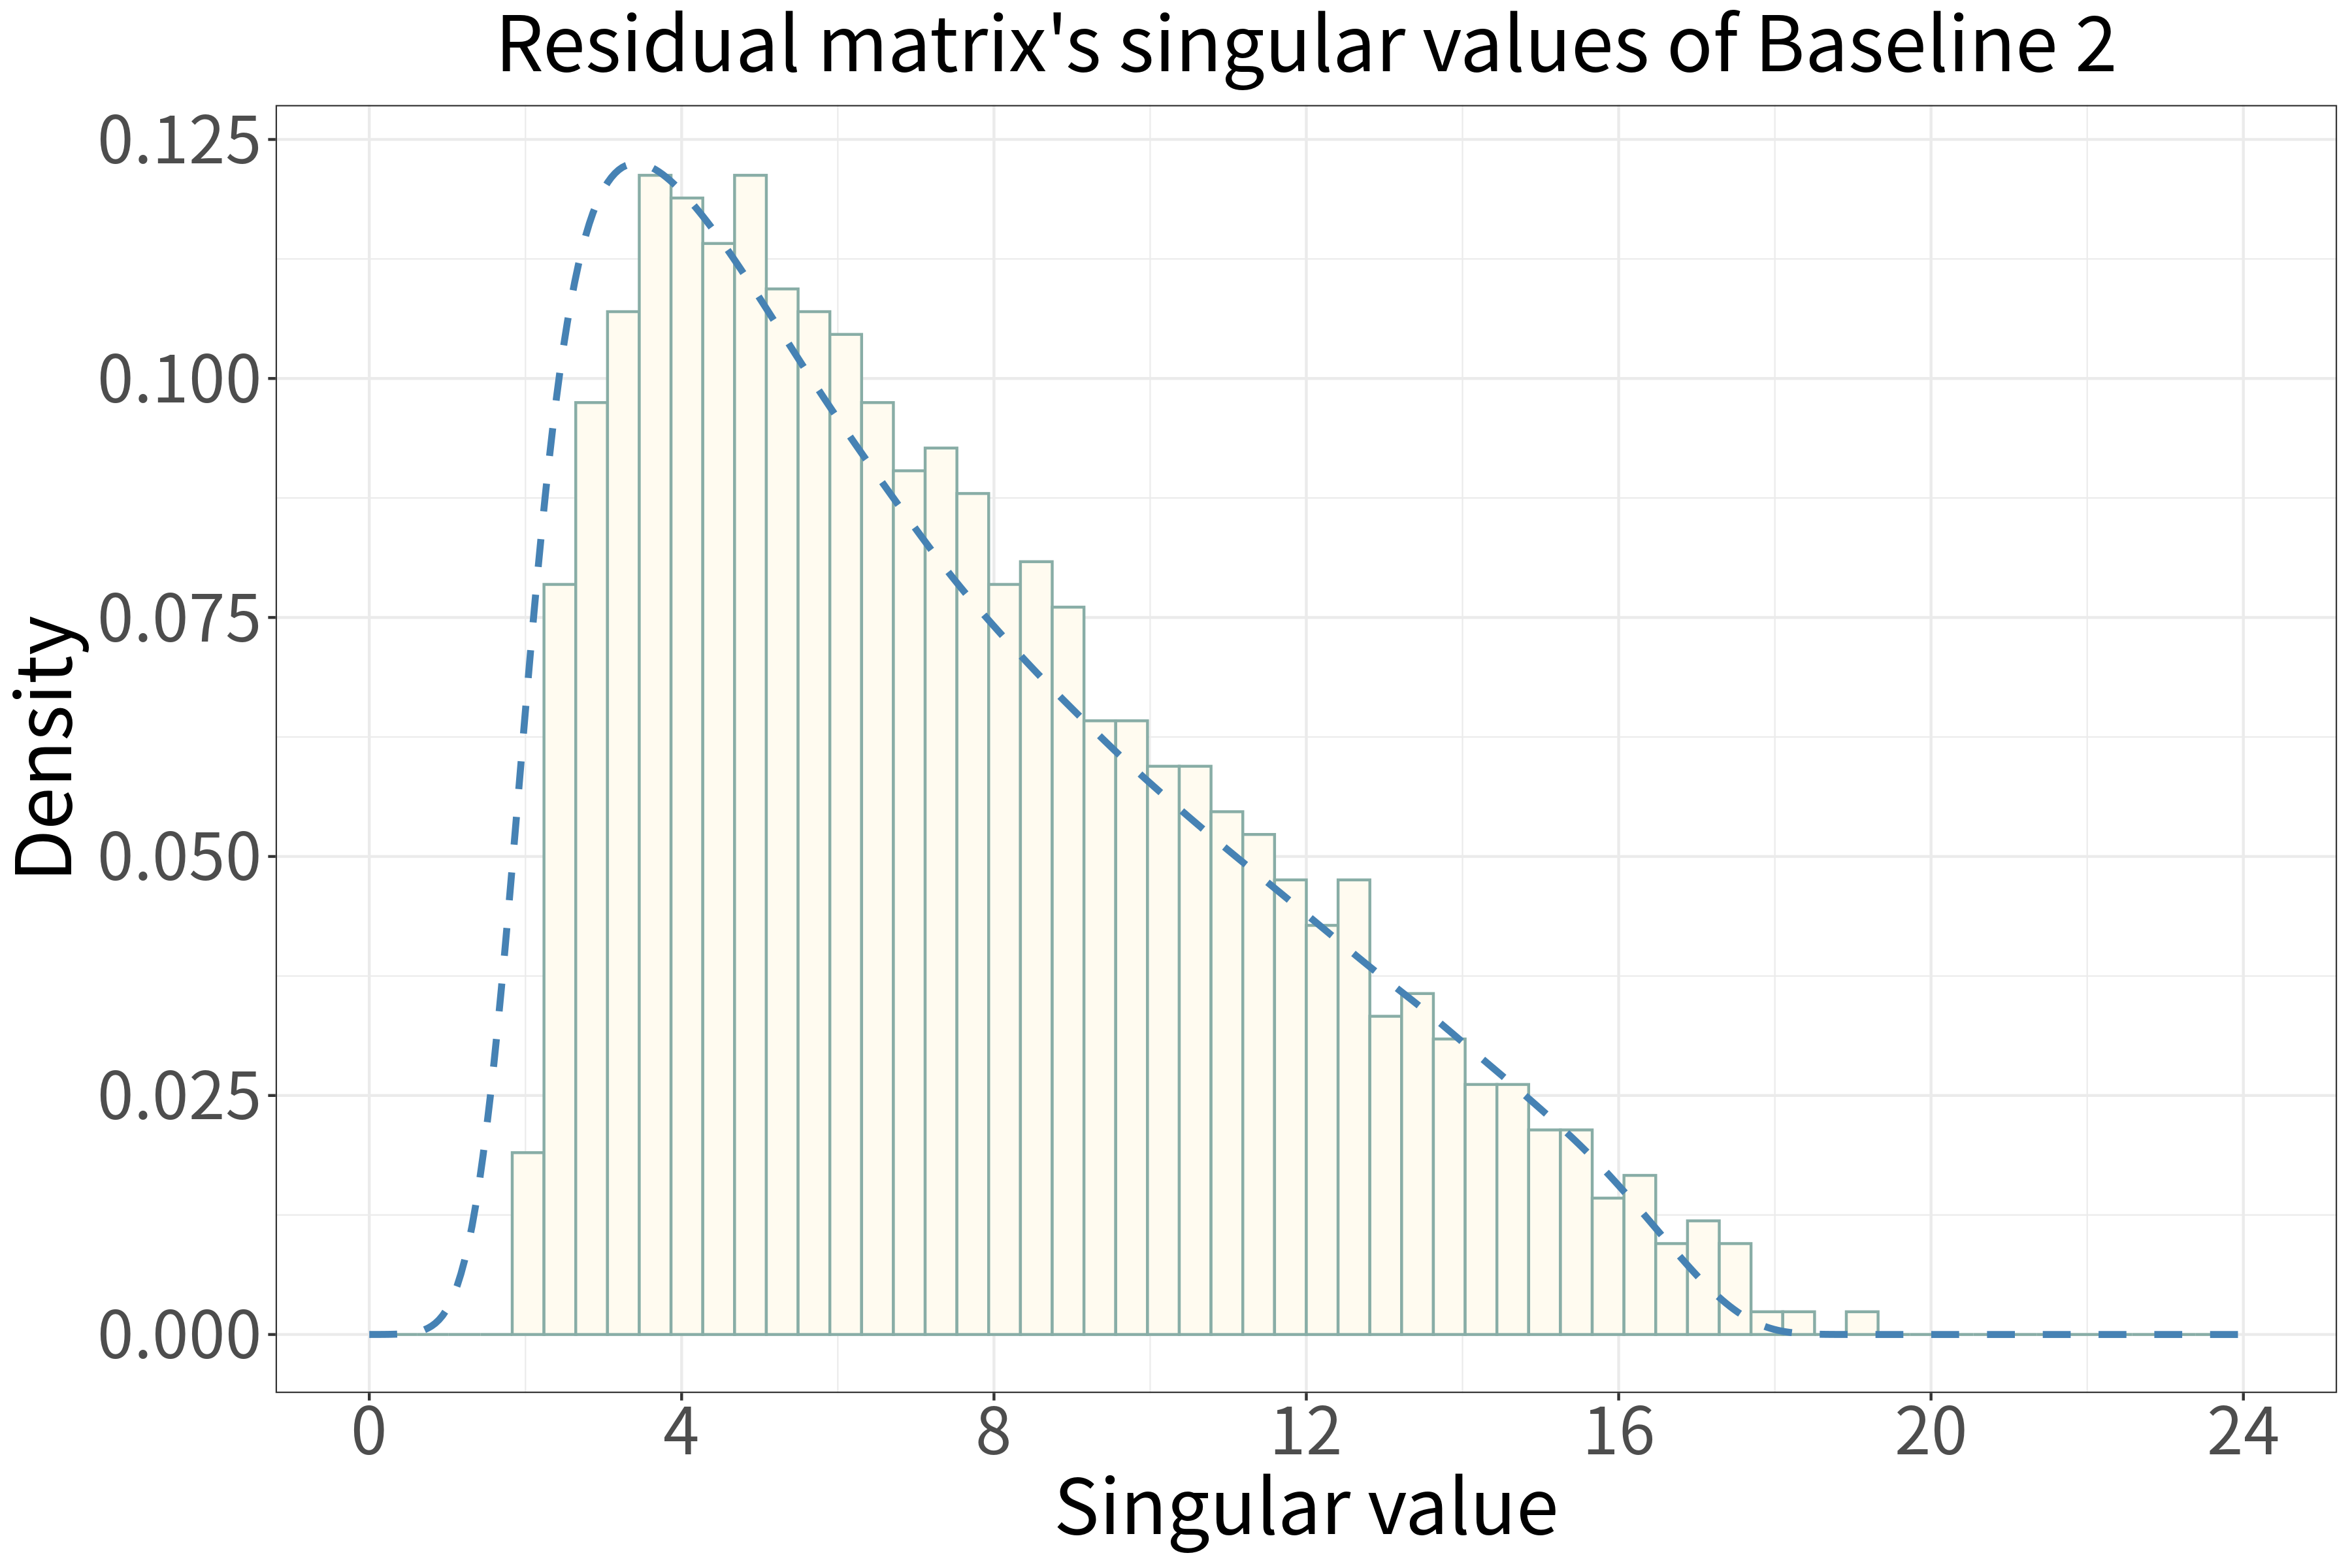 Residual matrix's singular values of Baseline 2
Density
0.125
0.100
0.075
0.050
0.025
0.000
0 4 8 12 16 20 24
Singular value